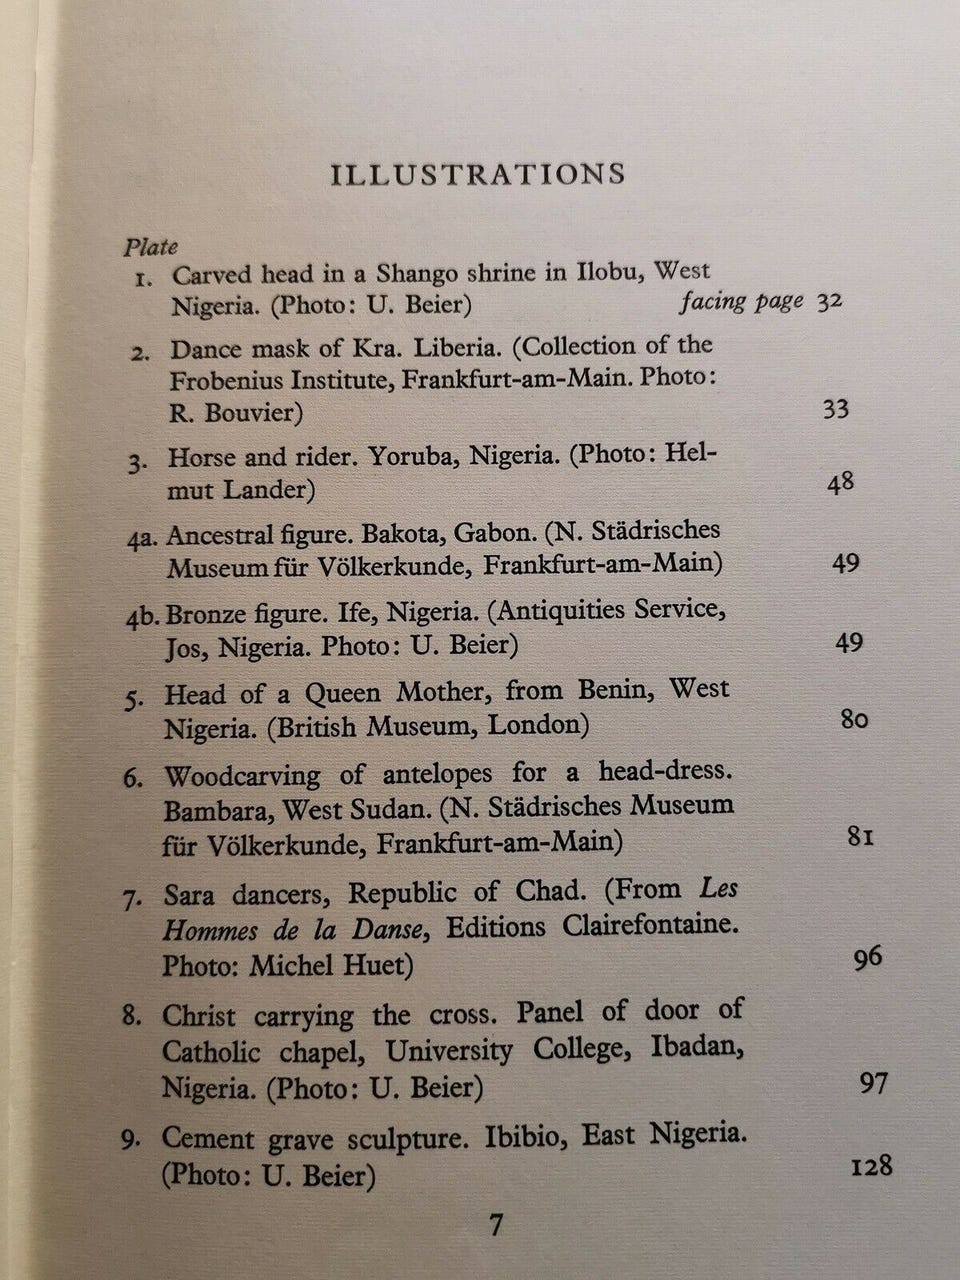 ILLUSTRATIONS
Plate
1. Carved head in a Shango shrine in Ilobu, West
Nigeria. (Photo: U. Beier) facing page 32
2. Dance mask of Kra. Liberia. (Collection of the
Frobenius Institute, Frankfurt-am-Main. Photo:
R. Bouvier) 33
3. Horse and rider. Yoruba, Nigeria. (Photo: Hel-
mut Lander) 48
4a. Ancestral figure. Bakota, Gabon. (N. Städrisches
Museum für Völkerkunde, Frankfurt-am-Main) 49
4b. Bronze figure. Ife, Nigeria. (Antiquities Service,
Jos, Nigeria. Photo: U. Beier) 49
5. Head of a Queen Mother, from Benin, West
Nigeria. (British Museum, London) 80
6. Woodcarving of antelopes for a head-dress.
Bambara, West Sudan. (N. Städrisches Museum
für Völkerkunde, Frankfurt-am-Main) 81
7. Sara dancers, Republic of Chad. (From Les
Hommes de la Danse, Editions Clairefontaine.
Photo: Michel Huet) 96
8. Christ carrying the cross. Panel of door of
Catholic chapel, University College, Ibadan,
Nigeria. (Photo: U. Beier) 97
9. Cement grave sculpture. Ibibio, East Nigeria.
(Photo: U. Beier) 128
7